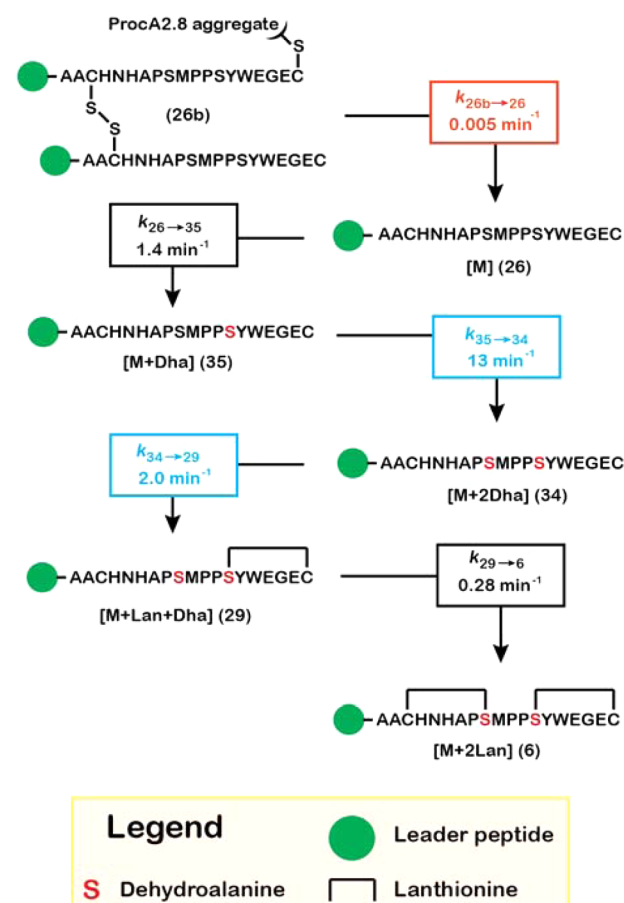 ProcA2.8 aggregate
S
AACHNHAPSMPPSYWEGEC
S
S
(26b)
AACHNHAPSMPPSYWEGEC
k26b→26
0.005 min-1
k26→35
1.4 min-1
AACHNHAPSMPPSYWEGEC
[M] (26)
AACHNHAPSMPPSYWEGEC
[M+Dha] (35)
k35→34
13 min-1
k34→29
2.0 min-1
AACHNHAPSMPPSYWEGEC
[M+2Dha] (34)
AACHNHAPSMPPSYWEGEC
[M+Lan+Dha] (29)
k29→6
0.28 min-1
AACHNHAPSMPPSYWEGEC
[M+2Lan] (6)
Legend
Leader peptide
S Dehydroalanine
Lanthionine